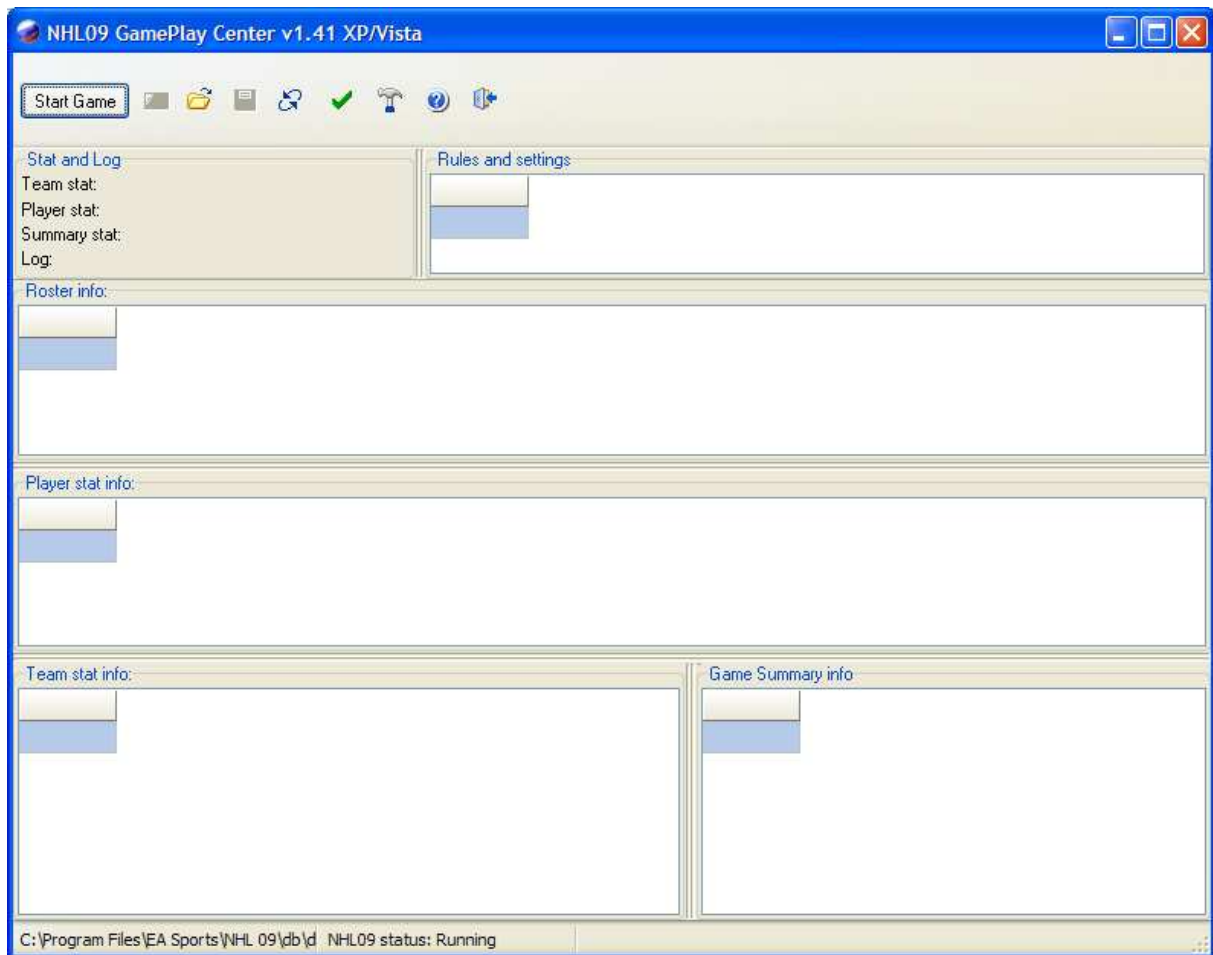 NHL09 GamePlay Center v1.41 XP/Vista
Start Game
Stat and Log
Team stat:
Player stat:
Summary stat:
Log:
Rules and settings
Roster info:
Player stat info:
Team stat info:
Game Summary info
C:\Program Files\EA Sports\NHL 09\db\d NHL09 status: Running